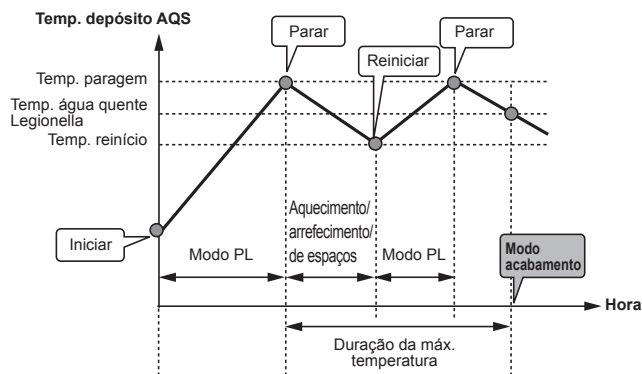 Temp. depósito AQS
Parar
Parar
Reiniciar
Temp. paragem
Temp. água quente
Legionella
Temp. reinício
Iniciar
Modo PL
Aquecimento/
arrefecimento/
de espaços
Modo PL
Modo
acabamento
Hora
Duração da máx.
temperatura